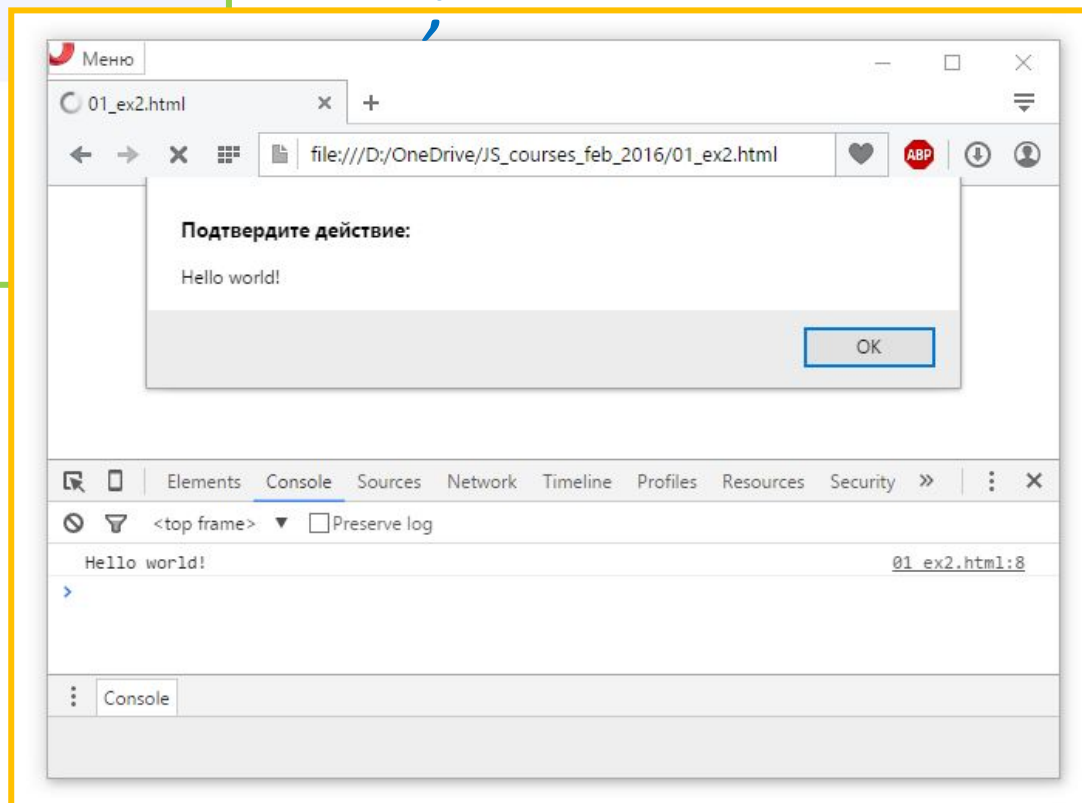 Меню
01_ex2.html
file:///D:/OneDrive/JS_courses_feb_2016/01_ex2.html
ABP
Подтвердите действие:
Hello world!
OK
Elements Console Sources Network Timeline Profiles Resources Security »
<top frame> ▼ Preserve log
Hello world! 01_ex2.html:8
>
Console